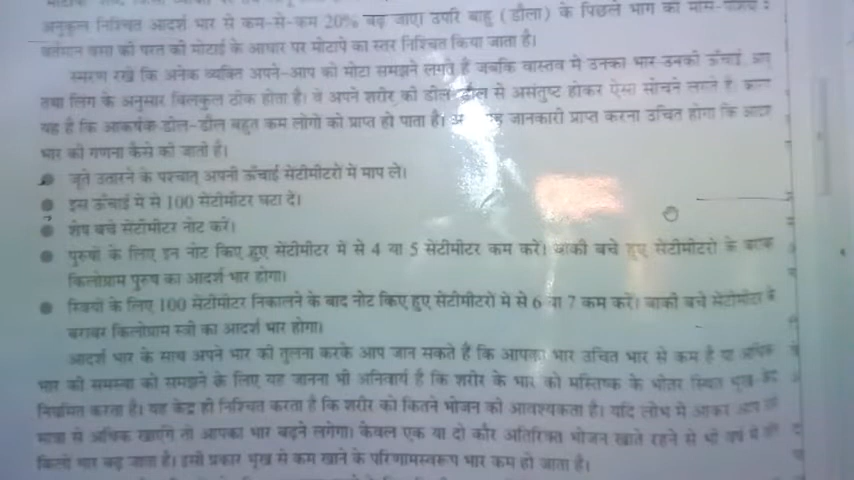 अनुकूल निश्चित आदर्श भार से कम-से-कम 20% बढ़ जाए। उपरि बाहु (डौला) के पिछले भाग की
वर्तमान वसा की परत की मोटाई के आधार पर मोटापे का स्तर निश्चित किया जाता है।
स्मरण रखें कि अनेक व्यक्ति अपने-आप को मोटा समझने लगते हैं जबकि वास्तव में उनका भार उनकी ऊँचाई, आयु
तथा लिंग के अनुसार बिलकुल ठीक होता है। वे अपने शरीर की डील-डौल से असंतुष्ट होकर ऐसा सोचने लगते हैं।
यह है कि आकर्षक डील-डौल बहुत कम लोगों को प्राप्त हो पाता है। जानकारी प्राप्त करना उचित होगा कि आदर्श
भार की गणना कैसे की जाती है।
जूते उतारने के पश्चात् अपनी ऊँचाई सेंटीमीटरों में माप लें।
इस ऊँचाई में से 100 सेंटीमीटर घटा दें।
शेष बचे सेंटीमीटर नोट करें।
पुरुषों के लिए इन नोट किए हुए सेंटीमीटर में से 4 या 5 सेंटीमीटर कम करें। बाकी बचे हुए सेंटीमीटरों के
किलोग्राम पुरुष का आदर्श भार होगा।
स्त्रियों के लिए 100 सेंटीमीटर निकालने के बाद नोट किए हुए सेंटीमीटरों में से 6 या 7 कम करें। बाकी बचे सेंटीमीटर के
बराबर किलोग्राम स्त्री का आदर्श भार होगा।
आदर्श भार के साथ अपने भार की तुलना करके आप जान सकते हैं कि आपका भार उचित भार से कम है या अधिक
भार की समस्या को समझने के लिए यह जानना भी अनिवार्य है कि शरीर के भार को मस्तिष्क के भीतर स्थित भूख केंद्र
नियमित करता है। यह केंद्र ही निश्चित करता है कि शरीर को कितने भोजन की आवश्यकता है। यदि लोभ में आकर आप
मात्रा से अधिक खाएँगे तो आपका भार बढ़ने लगेगा। केवल एक या दो कौर अतिरिक्त भोजन खाते रहने से भी वर्ष में
किलो भार बढ़ जाता है। इसी प्रकार भूख से कम खाने के परिणामस्वरूप भार कम हो जाता है।